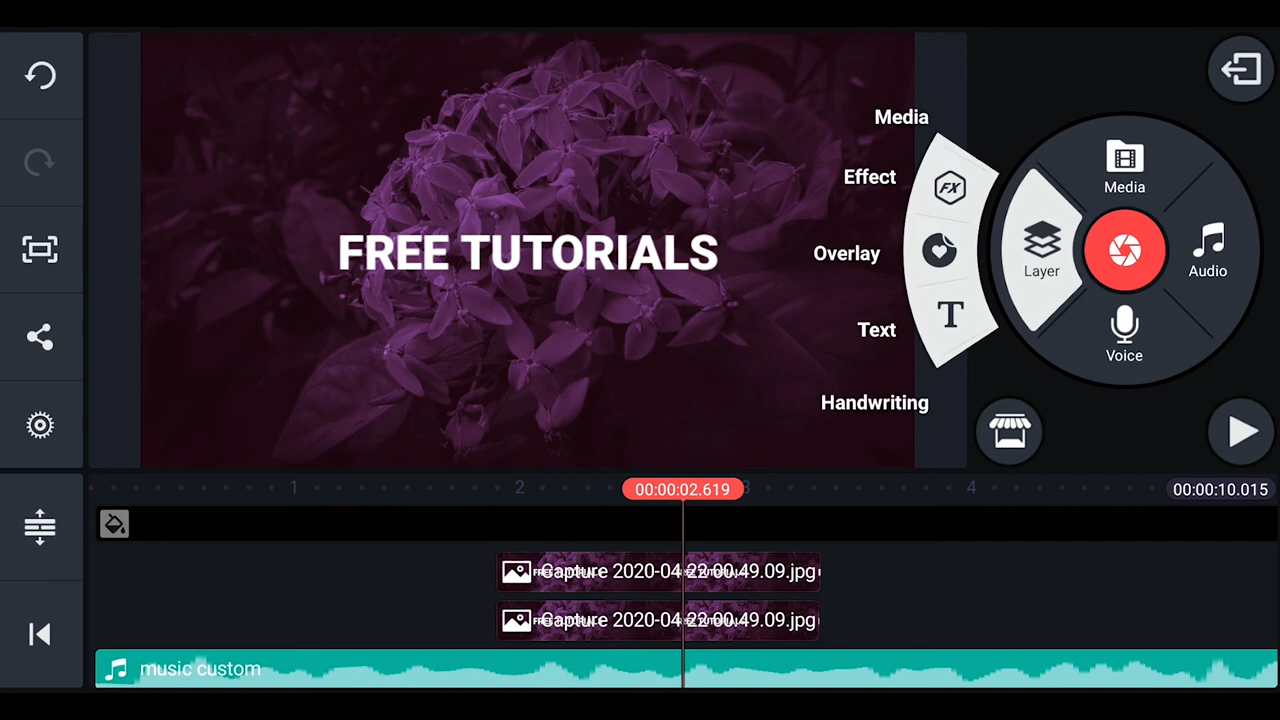 Media
Effect
Overlay
Text
Handwriting
FREE TUTORIALS
Media
Layer
Audio
Voice
1
2
00:00:02.619
3
4
00:00:10.015
Capture 2020-04-22 00.49.09.jpg
Capture 2020-04-22 00.49.09.jpg
music custom